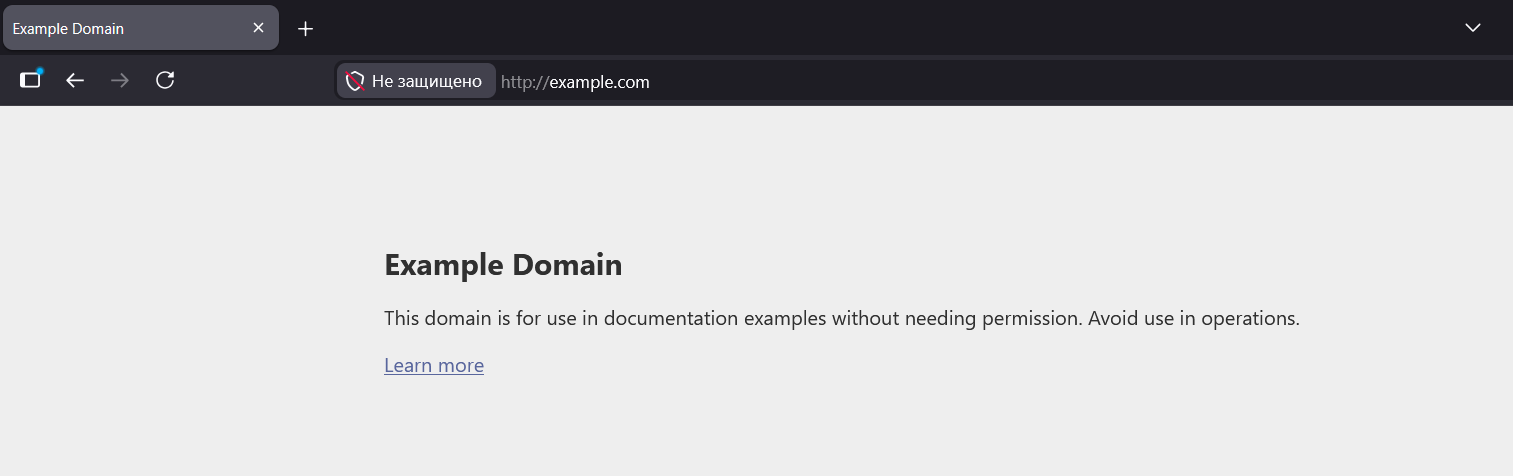 Example Domain
Не защищено http://example.com
Example Domain
This domain is for use in documentation examples without needing permission. Avoid use in operations.
Learn more